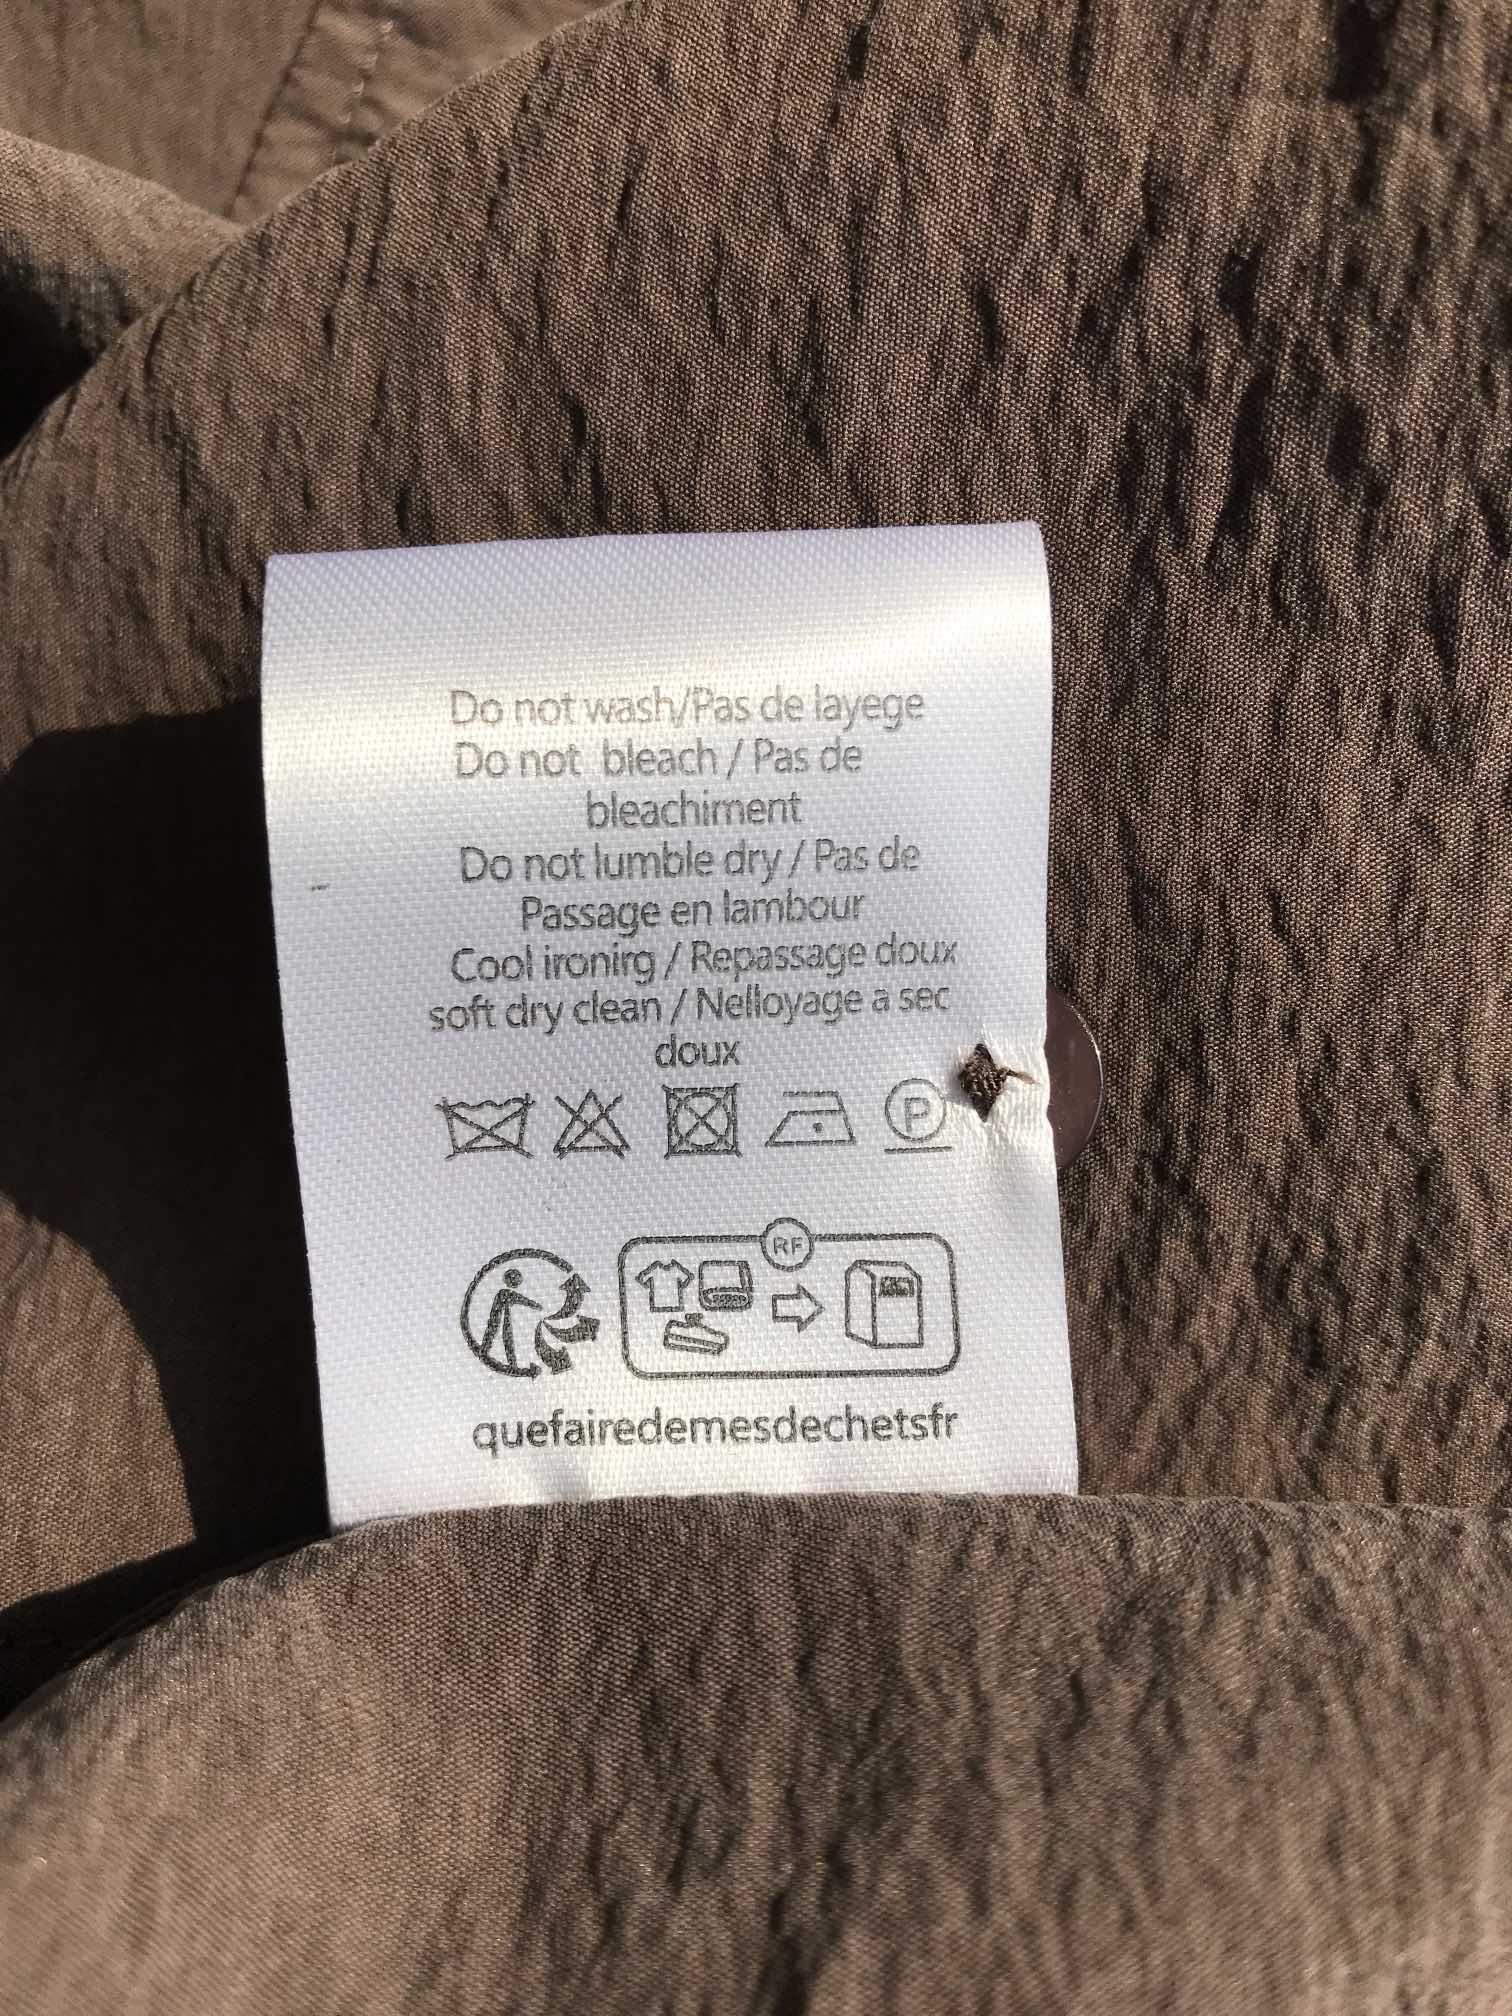 Do not wash/Pas de layege
Do not bleach / Pas de
bleachiment
Do not lumble dry / Pas de
Passage en lambour
Cool ironirg / Repassage doux
soft dry clean / Nelloyage a sec
doux
P
RF
quefairedemesdechetsfr